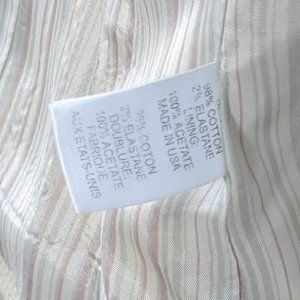 98% COTTON
2% ELASTANE
LINING:
100% ACETATE
MADE IN USA
98% COTON
2% ELASTANE
DOUBLURE:
100% ACETATE
FABRIQUE
AUX ETATS-UNIS